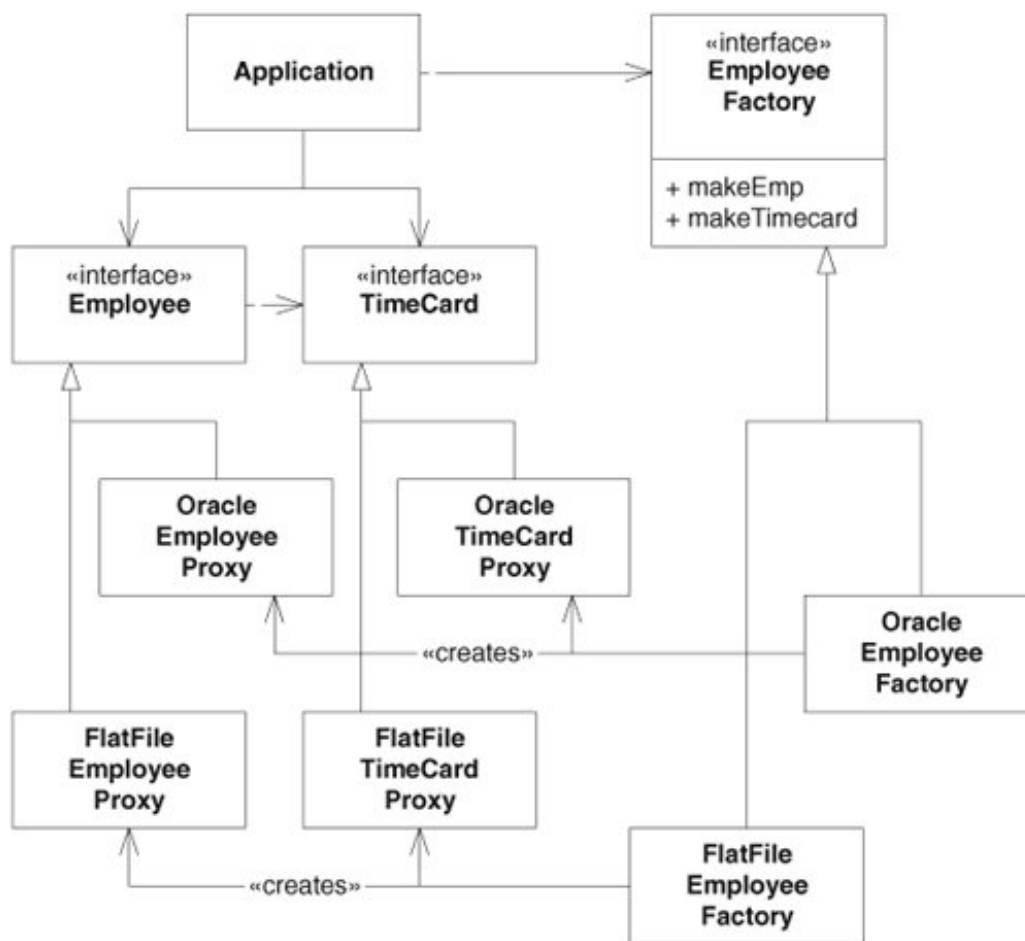 Application
«interface»
Employee
Factory
+ makeEmp
+ makeTimecard
«interface»
Employee
«interface»
TimeCard
Oracle
Employee
Proxy
Oracle
TimeCard
Proxy
«creates»
Oracle
Employee
Factory
FlatFile
Employee
Proxy
FlatFile
TimeCard
Proxy
«creates»
FlatFile
Employee
Factory